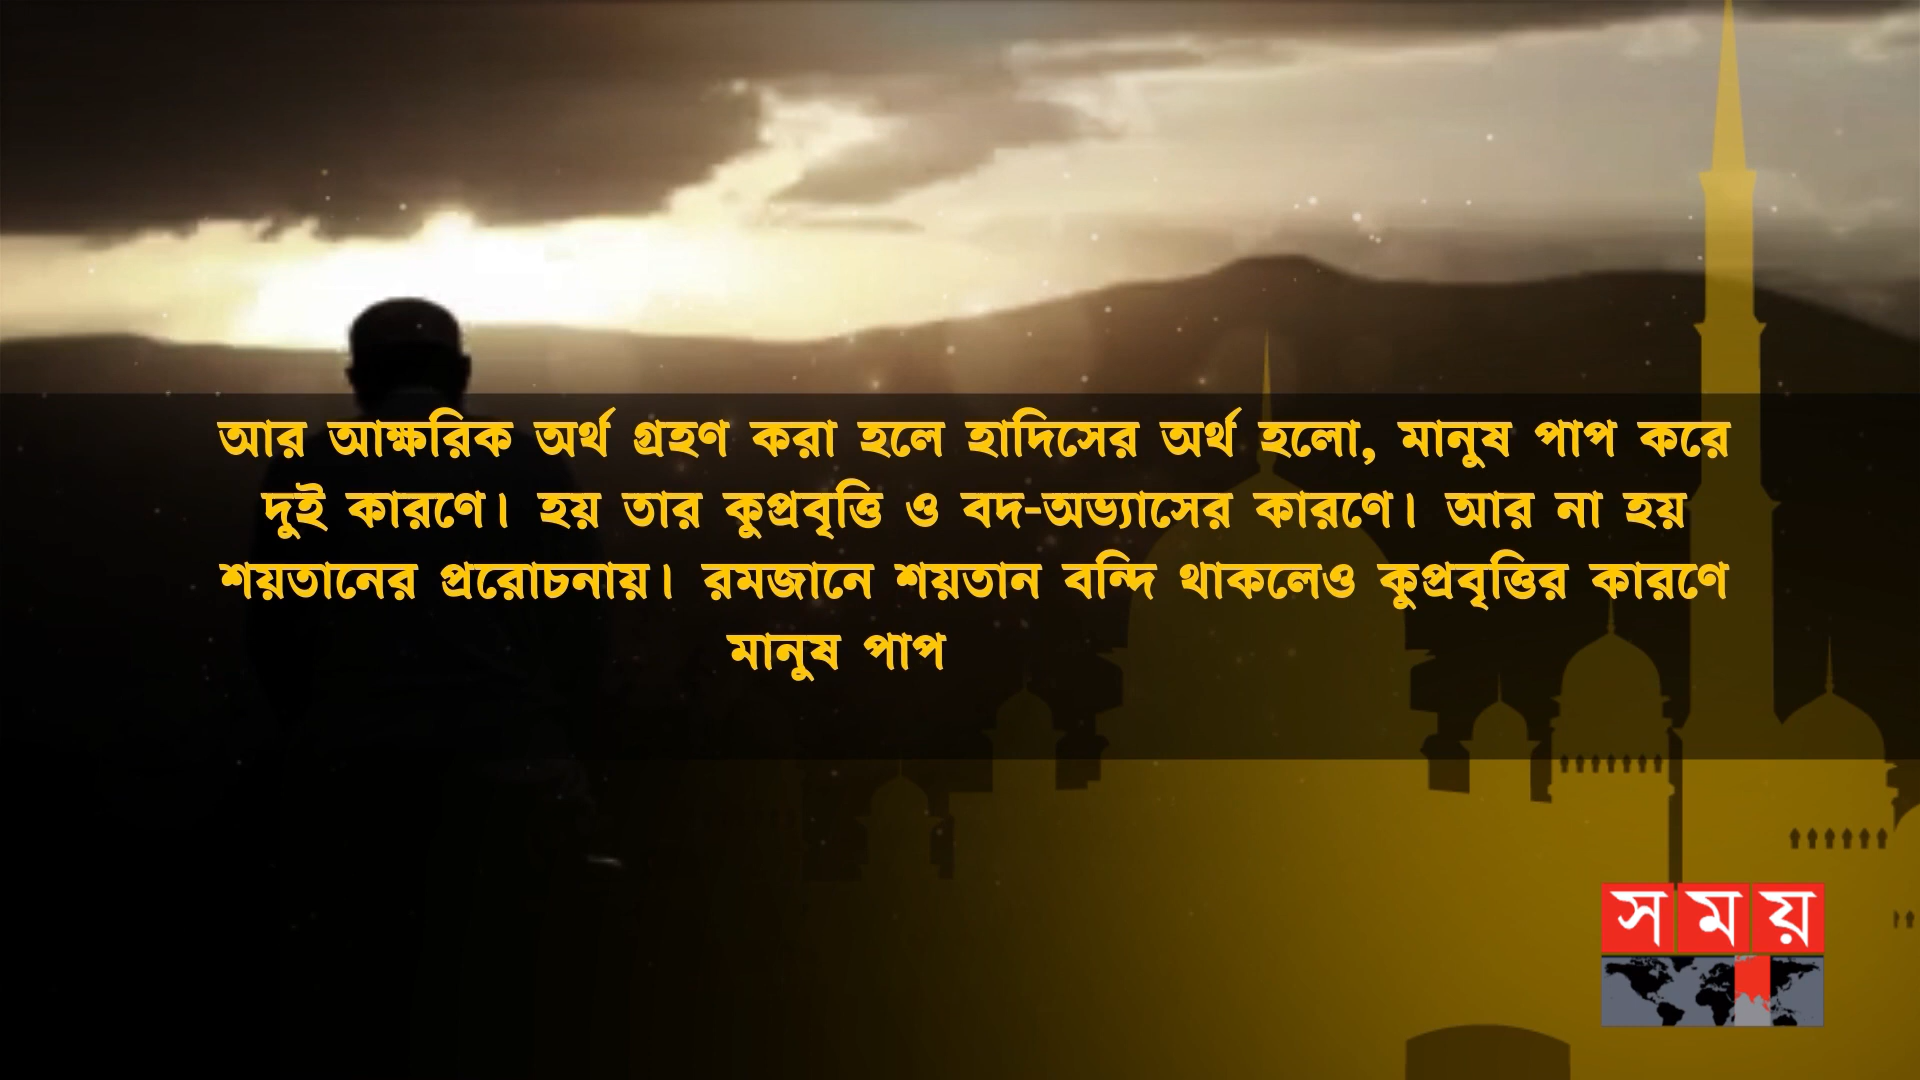 আর আক্ষরিক অর্থ গ্রহণ করা হলে হাদিসের অর্থ হলো, মানুষ পাপ করে
দুই কারণে। হয় তার কুপ্রবৃত্তি ও বদ-অভ্যাসের কারণে। আর না হয়
শয়তানের প্ররোচনায়। রমজানে শয়তান বন্দি থাকলেও কুপ্রবৃত্তির কারণে
মানুষ পাপ
সময়